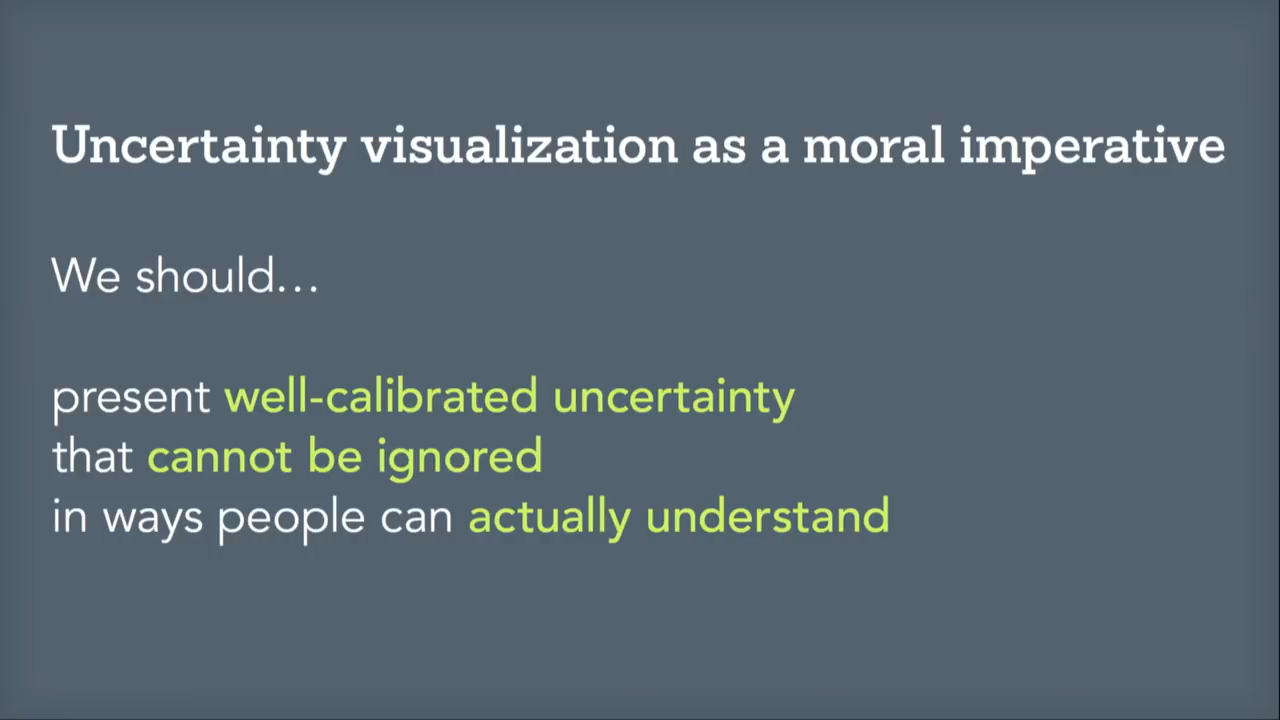 Uncertainty visualization as a moral imperative
We should…
present well-calibrated uncertainty
that cannot be ignored
in ways people can actually understand